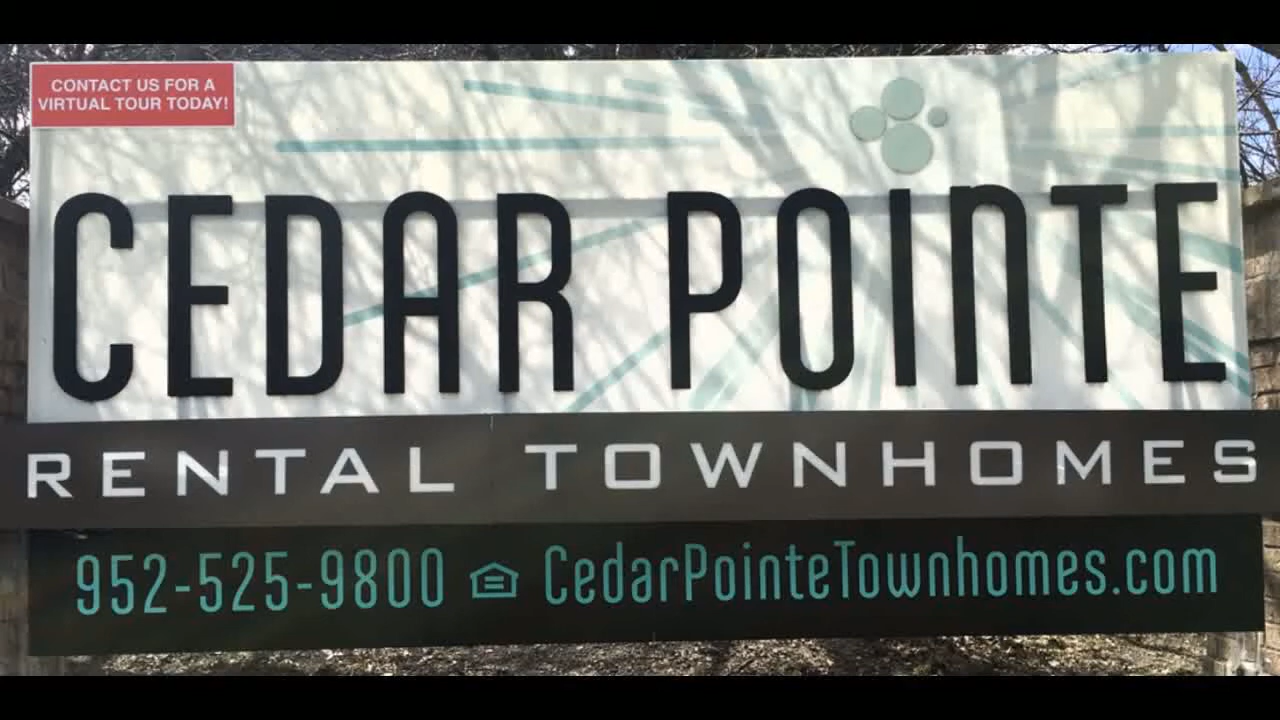 CONTACT US FOR A
VIRTUAL TOUR TODAY!
CEDAR POINTE
RENTAL TOWNHOMES
952-525-9800 CedarPointeTownhomes.com